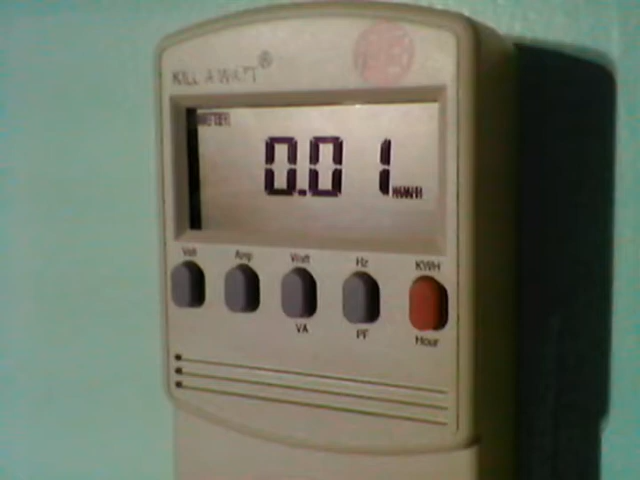 KILL A WATT®
METER
0.01 KWH
Volt Amp Watt Hz KWH
VA PF Hour